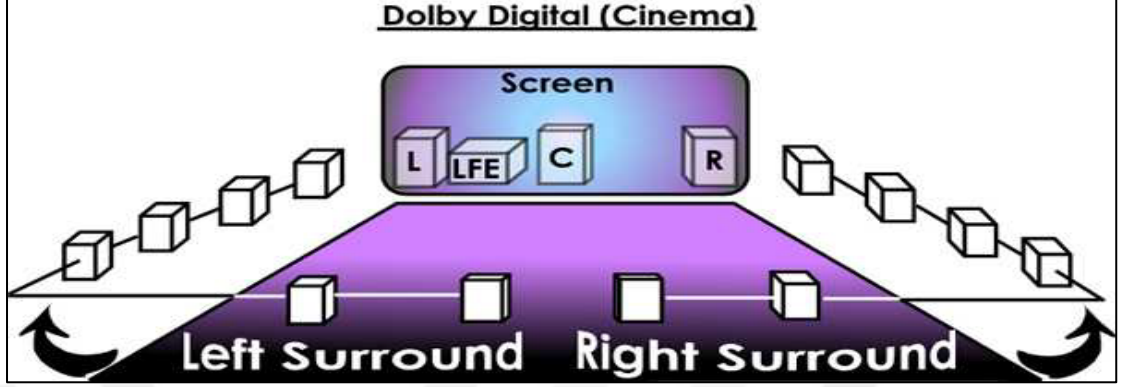 Dolby Digital (Cinema)
Screen
L LFE C R
Left Surround Right Surround